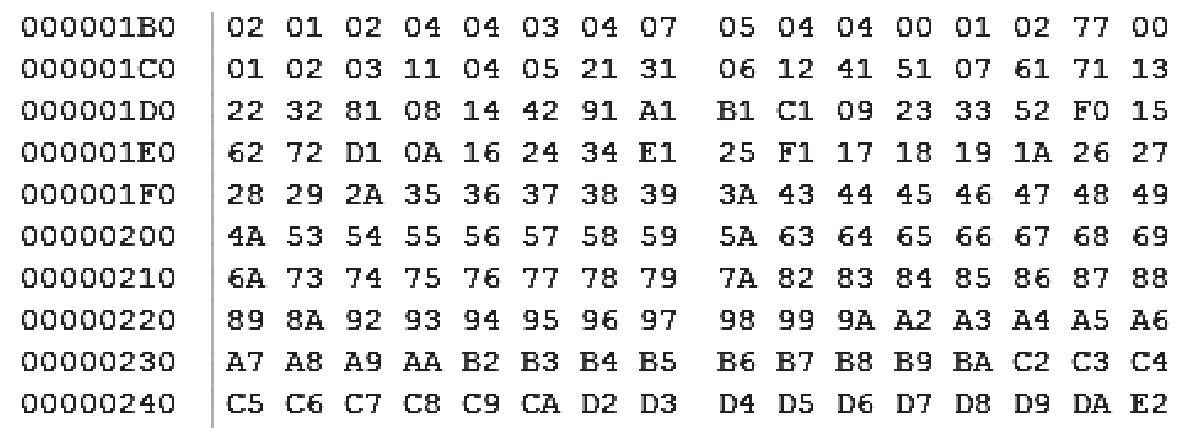 000001B0 02 01 02 04 04 03 04 07 05 04 04 00 01 02 77 00
000001C0 01 02 03 11 04 05 21 31 06 12 41 51 07 61 71 13
000001D0 22 32 81 08 14 42 91 A1 B1 C1 09 23 33 52 F0 15
000001E0 62 72 D1 0A 16 24 34 E1 25 F1 17 18 19 1A 26 27
000001F0 28 29 2A 35 36 37 38 39 3A 43 44 45 46 47 48 49
00000200 4A 53 54 55 56 57 58 59 5A 63 64 65 66 67 68 69
00000210 6A 73 74 75 76 77 78 79 7A 82 83 84 85 86 87 88
00000220 89 8A 92 93 94 95 96 97 98 99 9A A2 A3 A4 A5 A6
00000230 A7 A8 A9 AA B2 B3 B4 B5 B6 B7 B8 B9 BA C2 C3 C4
00000240 C5 C6 C7 C8 C9 CA D2 D3 D4 D5 D6 D7 D8 D9 DA E2